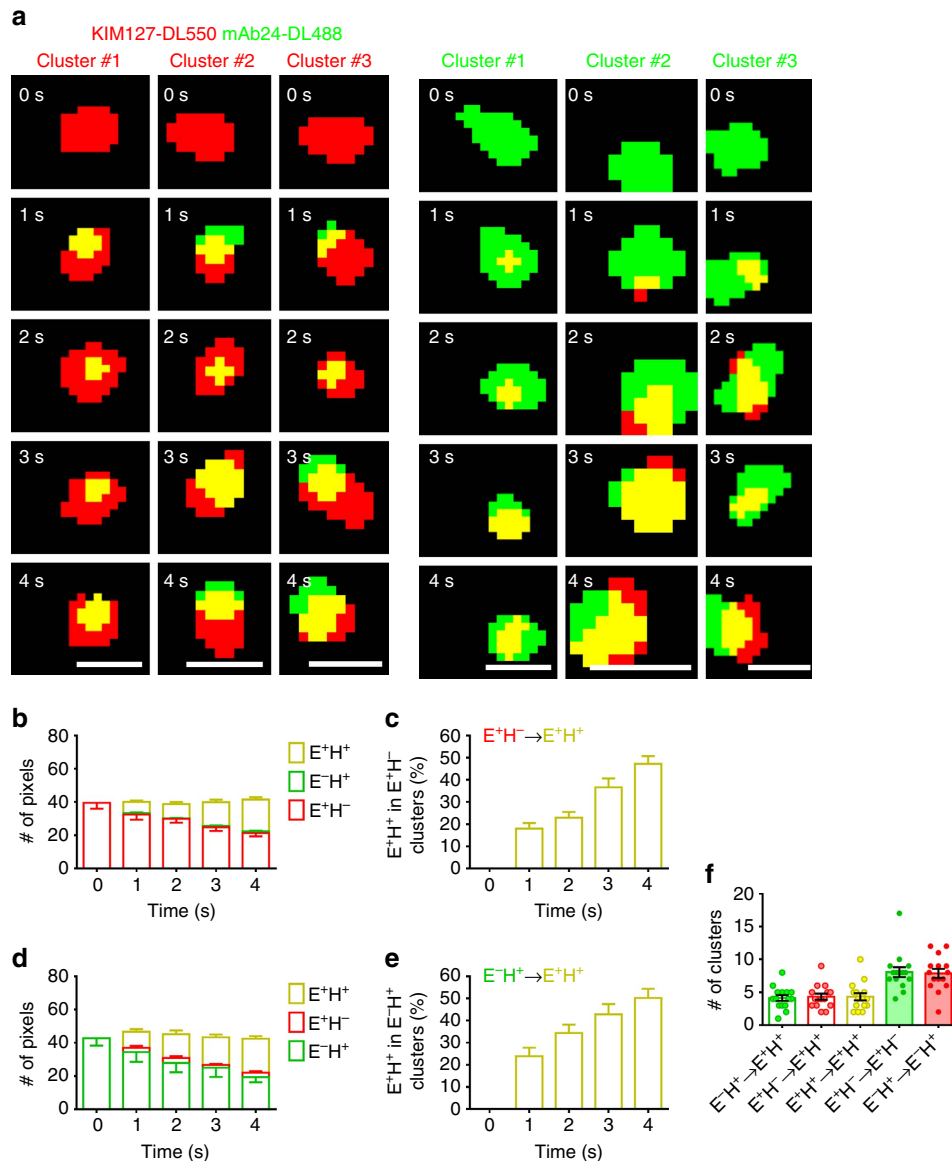 a
KIM127-DL550 mAb24-DL488
Cluster #1 Cluster #2 Cluster #3 Cluster #1 Cluster #2 Cluster #3
0 s 0 s 0 s 0 s 0 s 0 s
1 s 1 s 1 s 1 s 1 s 1 s
2 s 2 s 2 s 2 s 2 s 2 s
3 s 3 s 3 s 3 s 3 s 3 s
4 s 4 s 4 s 4 s 4 s 4 s
b
# of pixels
80
40
0
0 1 2 3 4
Time (s)
E⁺H⁺
E⁻H⁺
E⁺H⁻
c
E⁺H⁻→E⁺H⁺
E⁺H⁺ in E⁺H⁻
clusters (%)
60
50
40
30
20
10
0
0 1 2 3 4
Time (s)
d
# of pixels
80
40
0
0 1 2 3 4
Time (s)
E⁺H⁺
E⁺H⁻
E⁻H⁺
e
E⁻H⁺→E⁺H⁺
E⁺H⁺ in E⁻H⁺
clusters (%)
60
50
40
30
20
10
0
0 1 2 3 4
Time (s)
f
# of clusters
20
15
10
5
0
E⁻H⁺→E⁺H⁺
E⁺H⁻→E⁺H⁺
E⁺H⁺→E⁺H⁺
E⁺H⁻→E⁺H⁻
E⁻H⁺→E⁻H⁺